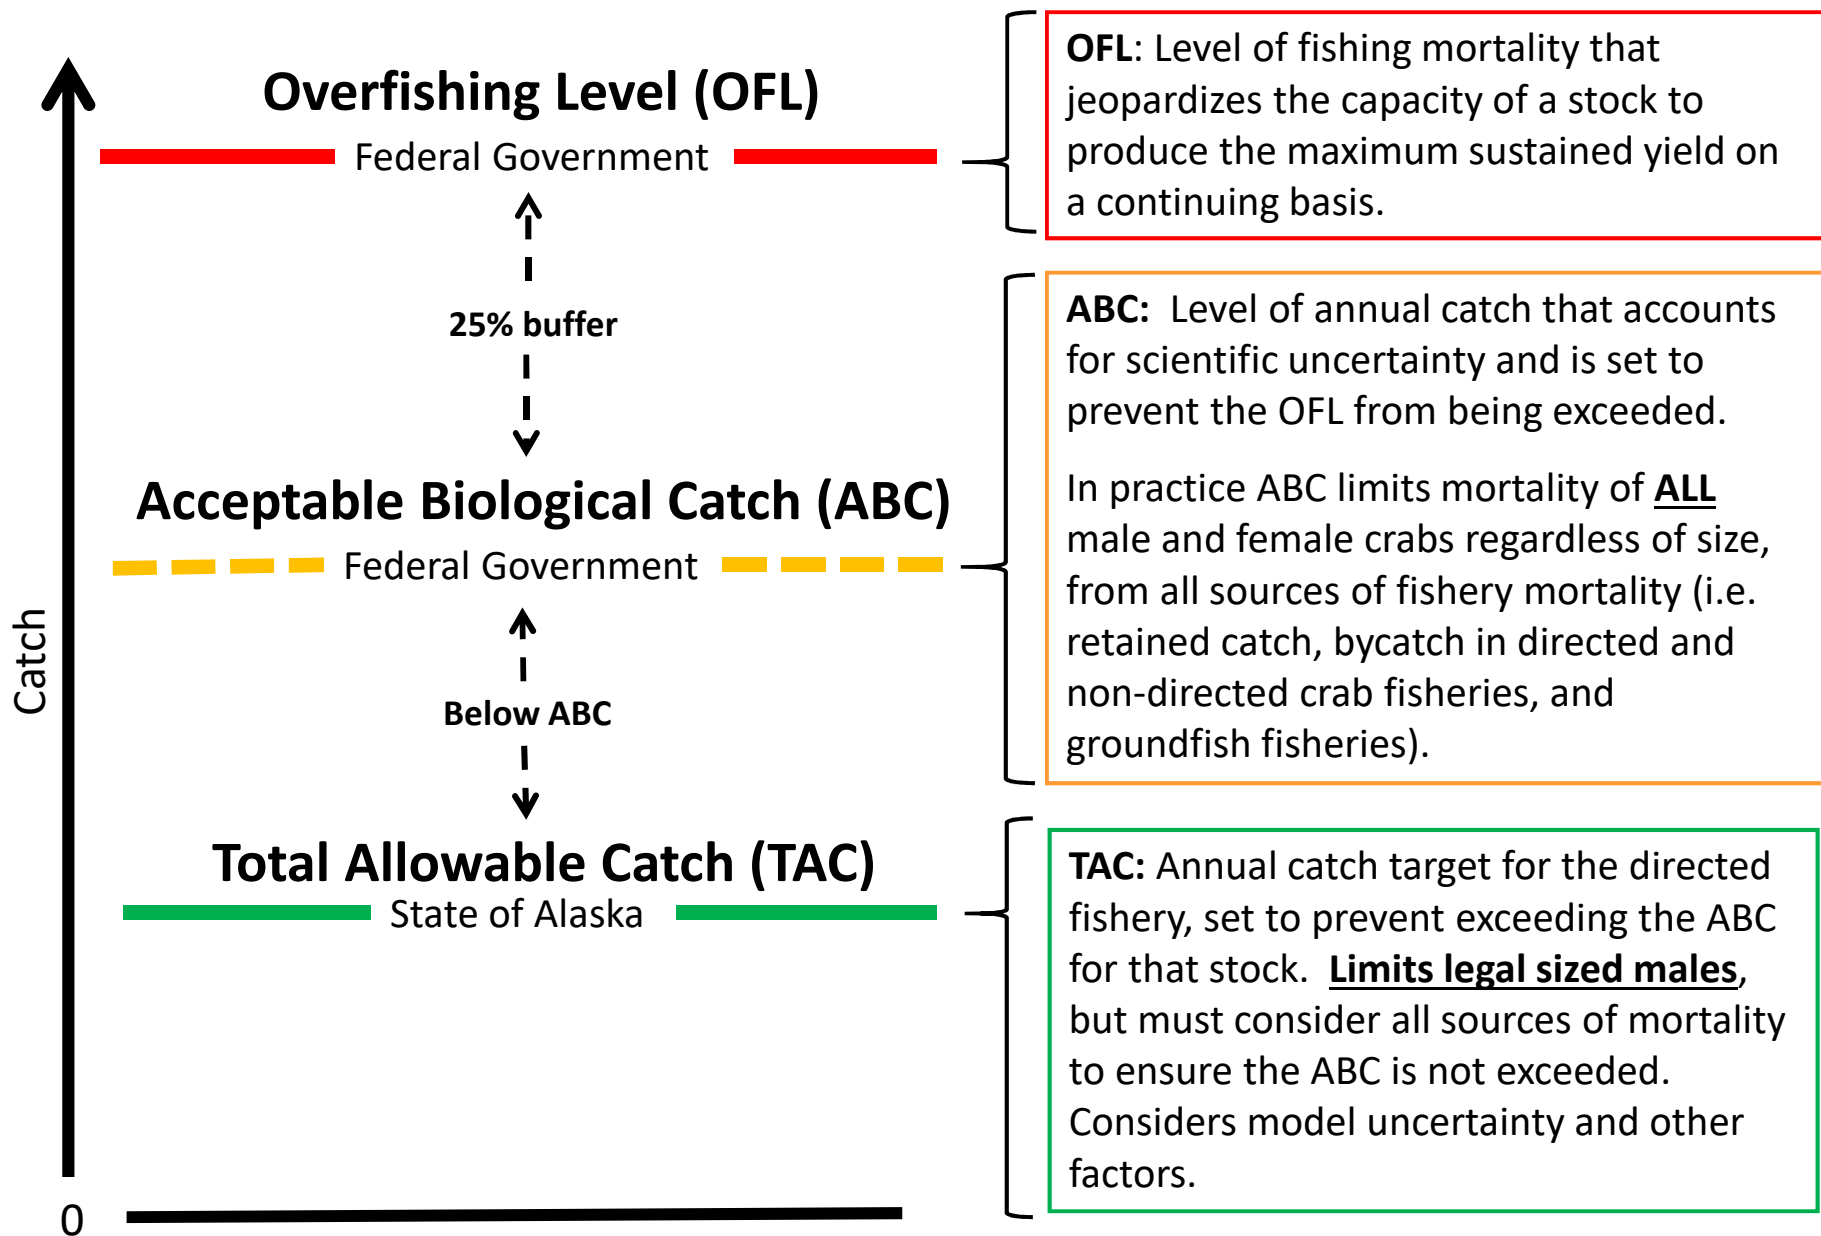 Overfishing Level (OFL)
Federal Government
25% buffer
Acceptable Biological Catch (ABC)
Federal Government
Below ABC
Total Allowable Catch (TAC)
State of Alaska
Catch
0
OFL: Level of fishing mortality that
jeopardizes the capacity of a stock to
produce the maximum sustained yield on
a continuing basis.
ABC: Level of annual catch that accounts
for scientific uncertainty and is set to
prevent the OFL from being exceeded.
In practice ABC limits mortality of ALL
male and female crabs regardless of size,
from all sources of fishery mortality (i.e.
retained catch, bycatch in directed and
non-directed crab fisheries, and
groundfish fisheries).
TAC: Annual catch target for the directed
fishery, set to prevent exceeding the ABC
for that stock. Limits legal sized males,
but must consider all sources of mortality
to ensure the ABC is not exceeded.
Considers model uncertainty and other
factors.